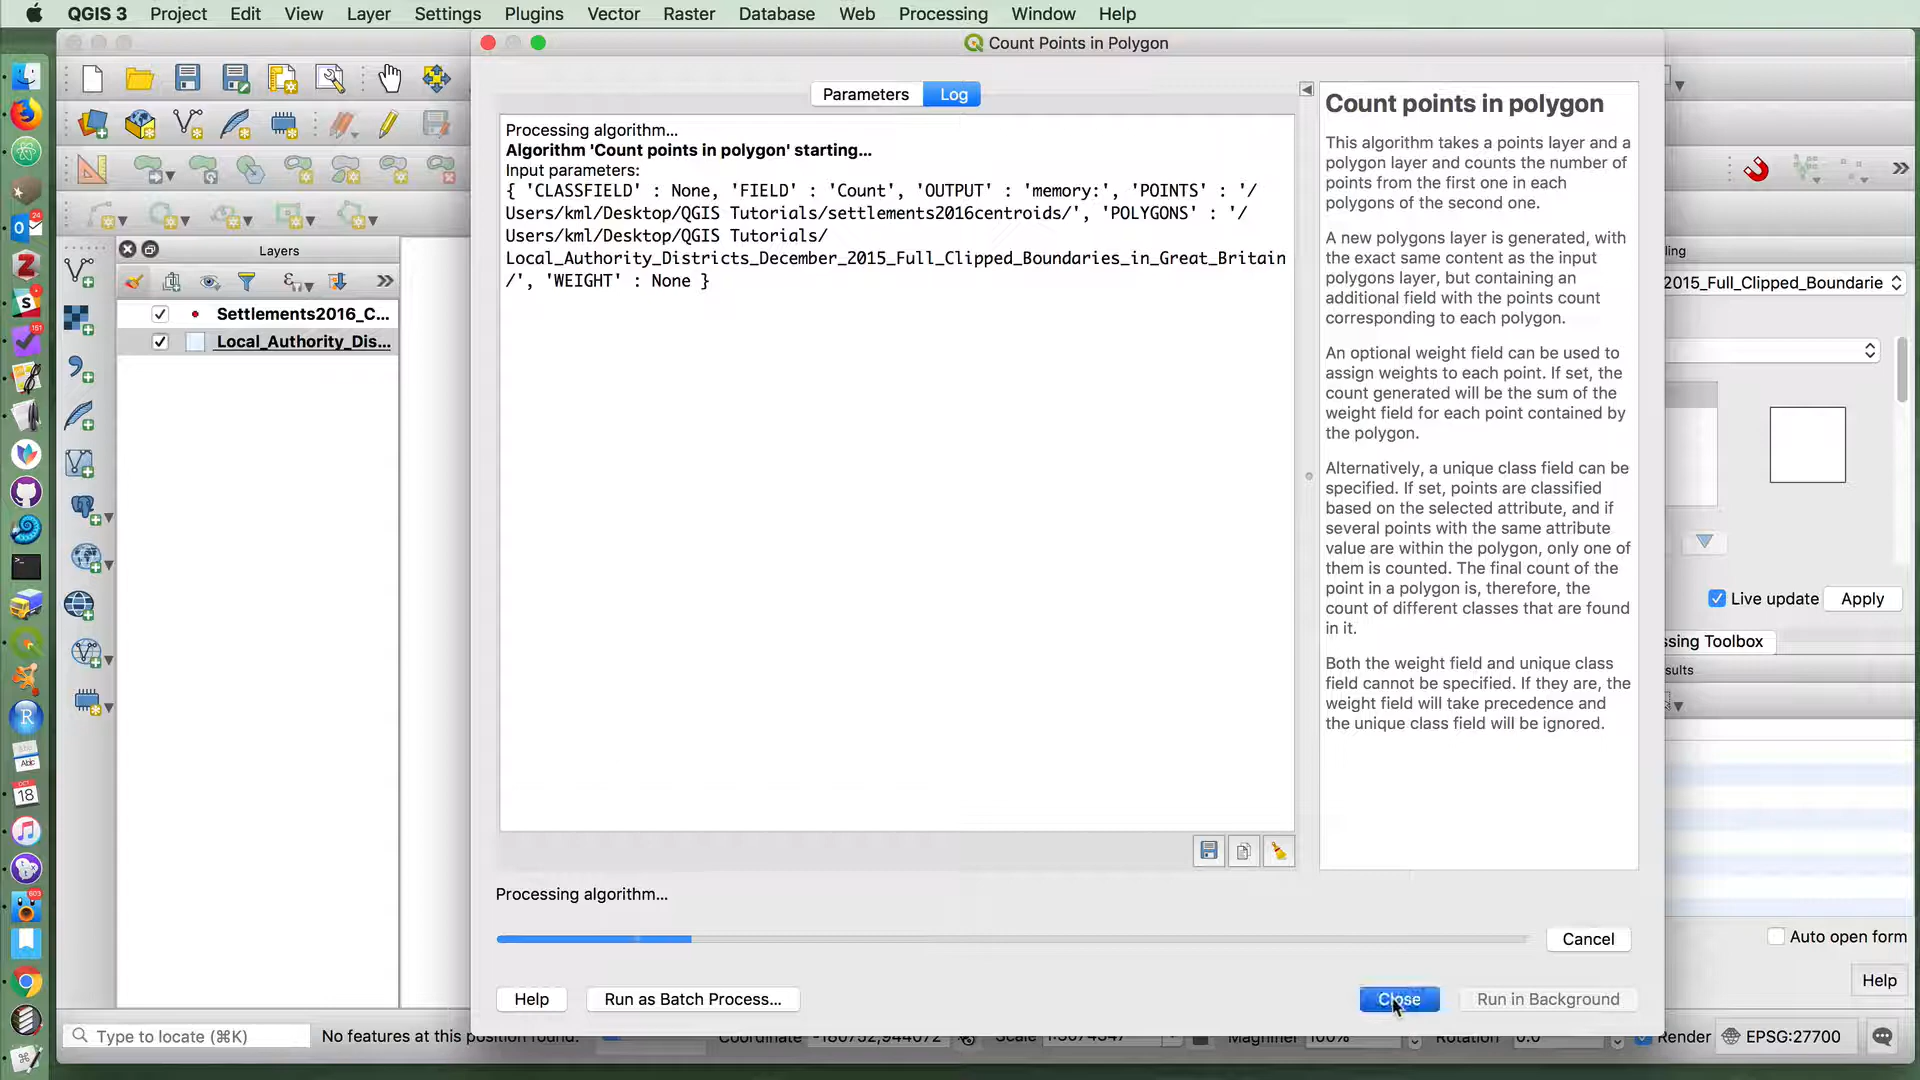 QGIS 3 Project Edit View Layer Settings Plugins Vector Raster Database Web Processing Window Help
Count Points in Polygon
Parameters Log
Processing algorithm...
Algorithm 'Count points in polygon' starting...
Input parameters:
{ 'CLASSFIELD' : None, 'FIELD' : 'Count', 'OUTPUT' : 'memory:', 'POINTS' : '/
Users/kml/Desktop/QGIS Tutorials/settlements2016centroids/', 'POLYGONS' : '/
Users/kml/Desktop/QGIS Tutorials/
Local_Authority_Districts_December_2015_Full_Clipped_Boundaries_in_Great_Britain
/', 'WEIGHT' : None }
Layers
Settlements2016_C...
Local_Authority_Dis...
Count points in polygon
This algorithm takes a points layer and a
polygon layer and counts the number of
points from the first one in each
polygons of the second one.
A new polygons layer is generated, with
the exact same content as the input
polygons layer, but containing an
additional field with the points count
corresponding to each polygon.
An optional weight field can be used to
assign weights to each point. If set, the
count generated will be the sum of the
weight field for each point contained by
the polygon.
Alternatively, a unique class field can be
specified. If set, points are classified
based on the selected attribute, and if
several points with the same attribute
value are within the polygon, only one of
them is counted. The final count of the
point in a polygon is, therefore, the
count of different classes that are found
in it.
Both the weight field and unique class
field cannot be specified. If they are, the
weight field will take precedence and
the unique class field will be ignored.
2015_Full_Clipped_Boundarie
Live update Apply
ssing Toolbox
sults
Auto open form
Help
Processing algorithm...
Cancel
Help Run as Batch Process... Close Run in Background
Type to locate (⌘K) No features at this position found. Coordinate Scale Magnifier 100% Rotation 0.0 Render EPSG:27700